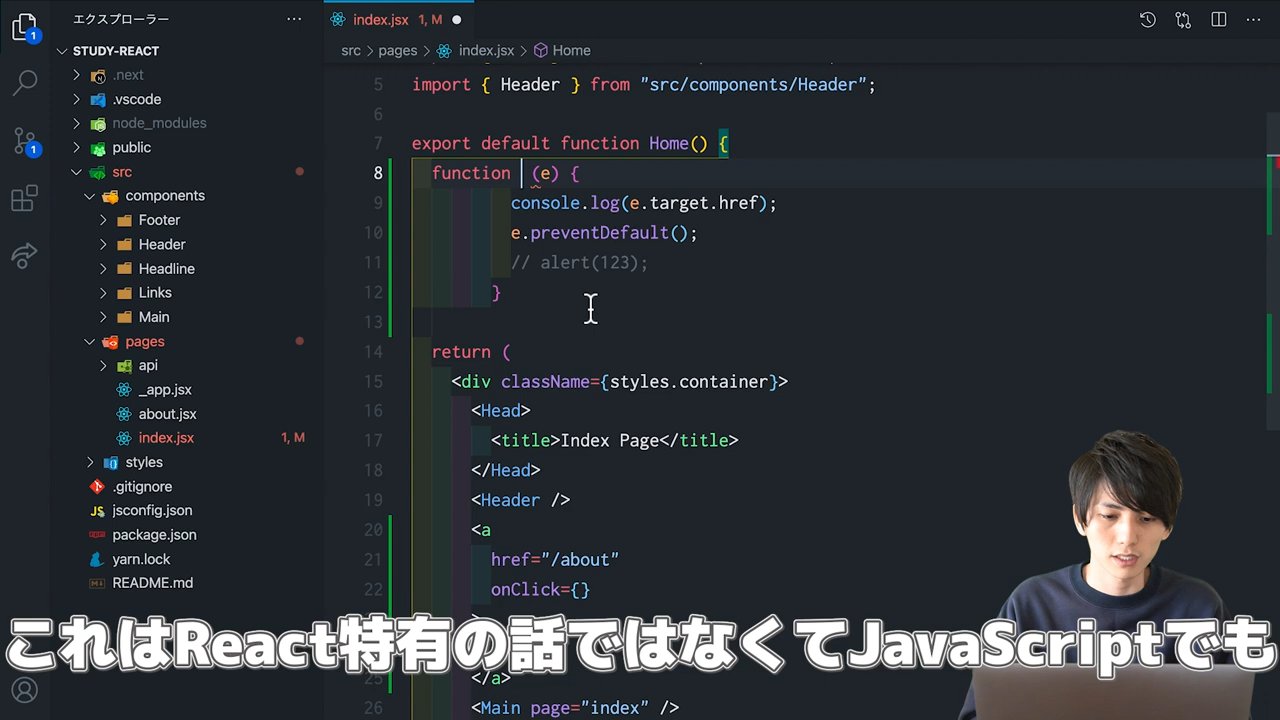 エクスプローラー
STUDY-REACT
.next
.vscode
node_modules
public
src
components
Footer
Header
Headline
Links
Main
pages
api
_app.jsx
about.jsx
index.jsx 1, M
styles
.gitignore
jsconfig.json
package.json
yarn.lock
README.md
1
1
index.jsx 1, M
src > pages > index.jsx > Home
5 import { Header } from "src/components/Header";
6
7 export default function Home() {
8 function (e) {
9 console.log(e.target.href);
10 e.preventDefault();
11 // alert(123);
12 }
13
14 return (
15 <div className={styles.container}>
16 <Head>
17 <title>Index Page</title>
18 </Head>
19 <Header />
20 <a
21 href="/about"
22 onClick={}
25 </a>
26 <Main page="index" />
これはReact特有の話ではなくてJavaScriptでも